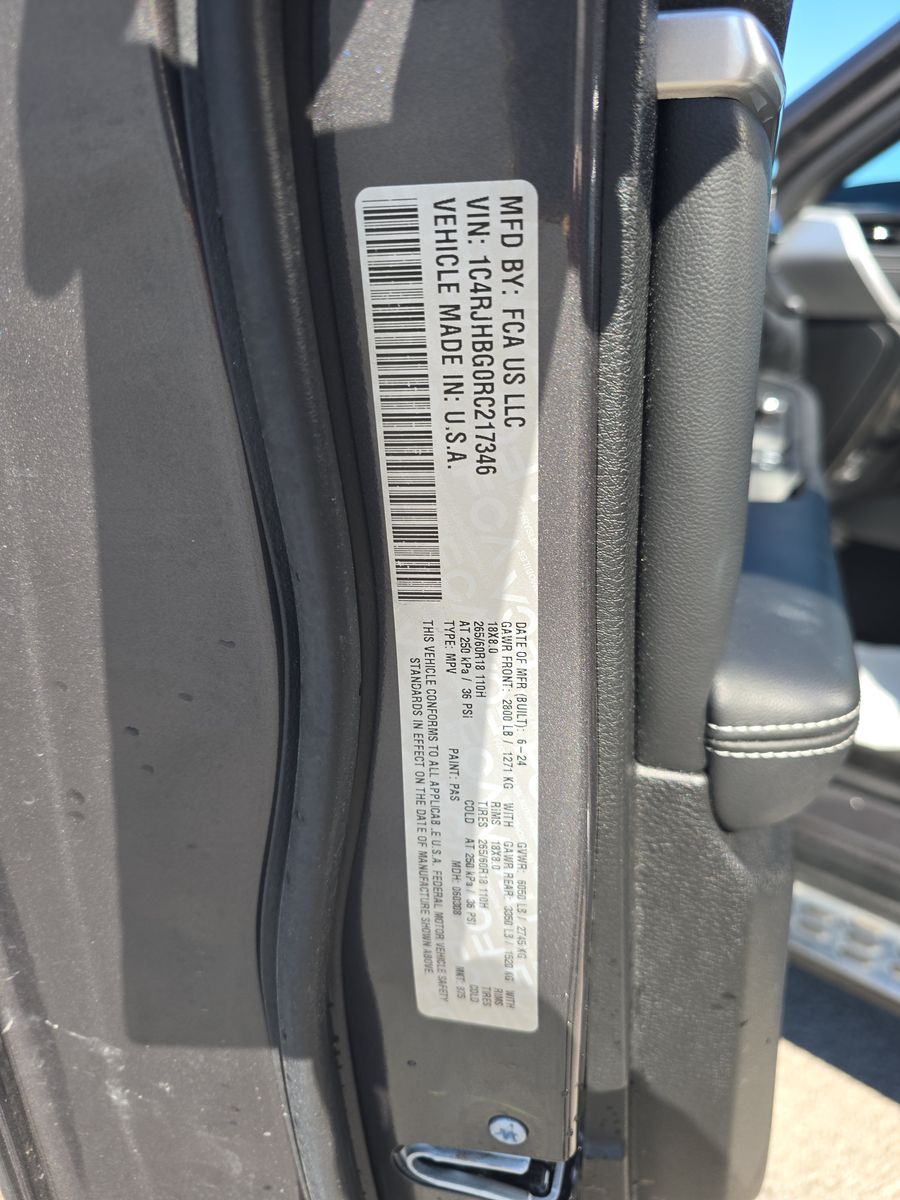 MFD BY: FCA US LLC
VIN: 1C4RJHBG0RC217346
VEHICLE MADE IN: U.S.A.
DATE OF MFR (BUILT): 6-24 GVWR: 6050 LB / 2745 KG
GAWR FRONT: 2800 LB / 1271 KG WITH GAWR REAR: 3350 LB / 1520 KG WITH
18X8.0 RIMS 18X8.0 RIMS
265/60R18 110H TIRES 265/60R18 110H TIRES
AT 250 kPa / 36 PSI COLD AT 250 kPa / 36 PSI COLD
TYPE: MPV PAINT: PAS MDH: 060308 MKT:
THIS VEHICLE CONFORMS TO ALL APPLICABLE U.S.A. FEDERAL MOTOR VEHICLE SAFETY
STANDARDS IN EFFECT ON THE DATE OF MANUFACTURE SHOWN ABOVE.